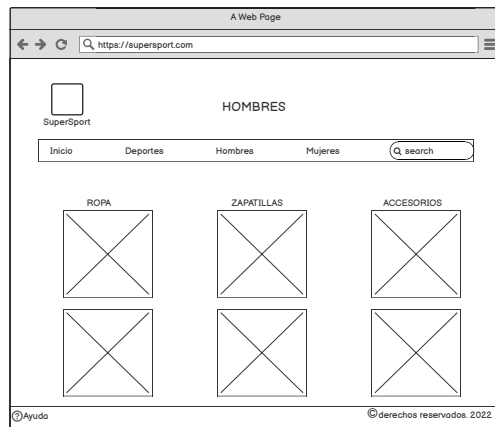 A Web Page
https://supersport.com
SuperSport
HOMBRES
Inicio Deportes Hombres Mujeres search
ROPA ZAPATILLAS ACCESORIOS
?Ayuda ©derechos reservados. 2022